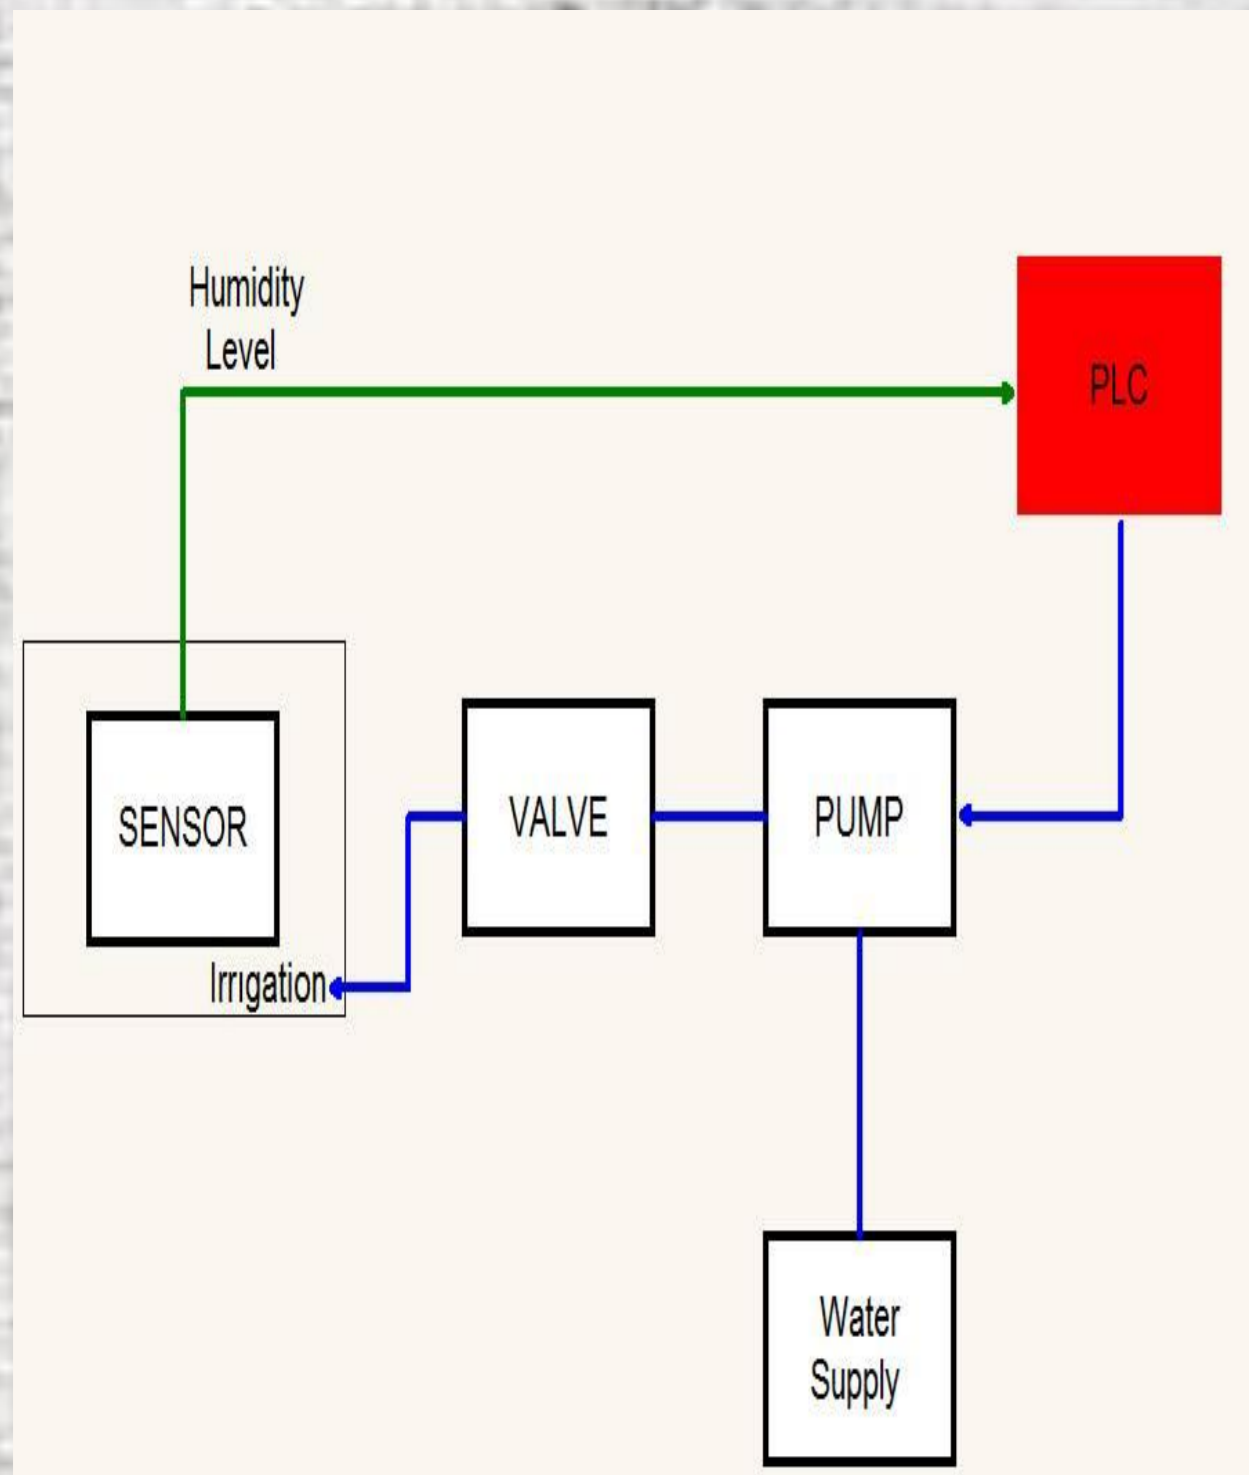 Humidity
Level
PLC
SENSOR
VALVE
PUMP
Irrigation
Water
Supply